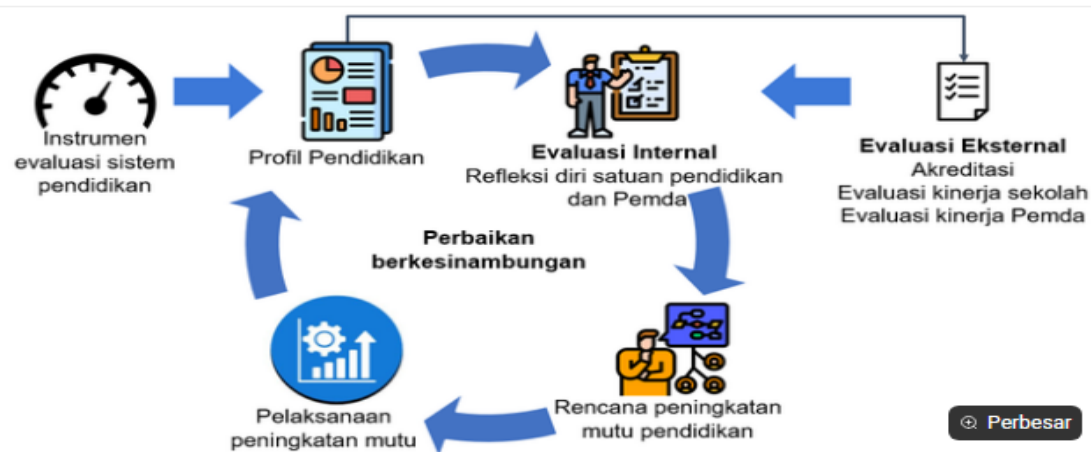 Instrumen
evaluasi sistem
pendidikan
Profil Pendidikan
Evaluasi Internal
Refleksi diri satuan pendidikan
dan Pemda
Evaluasi Eksternal
Akreditasi
Evaluasi kinerja sekolah
Evaluasi kinerja Pemda
Perbaikan
berkesinambungan
Pelaksanaan
peningkatan mutu
Rencana peningkatan
mutu pendidikan
Perbesar